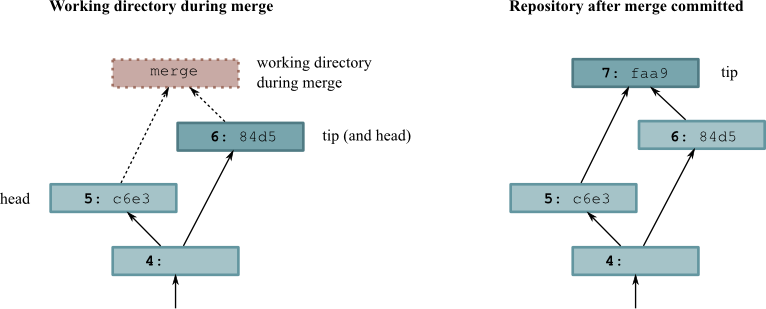 Working directory during merge
merge
working directory
during merge
6: 84d5
tip (and head)
head
5: c6e3
4:
Repository after merge committed
7: faa9
tip
6: 84d5
5: c6e3
4: